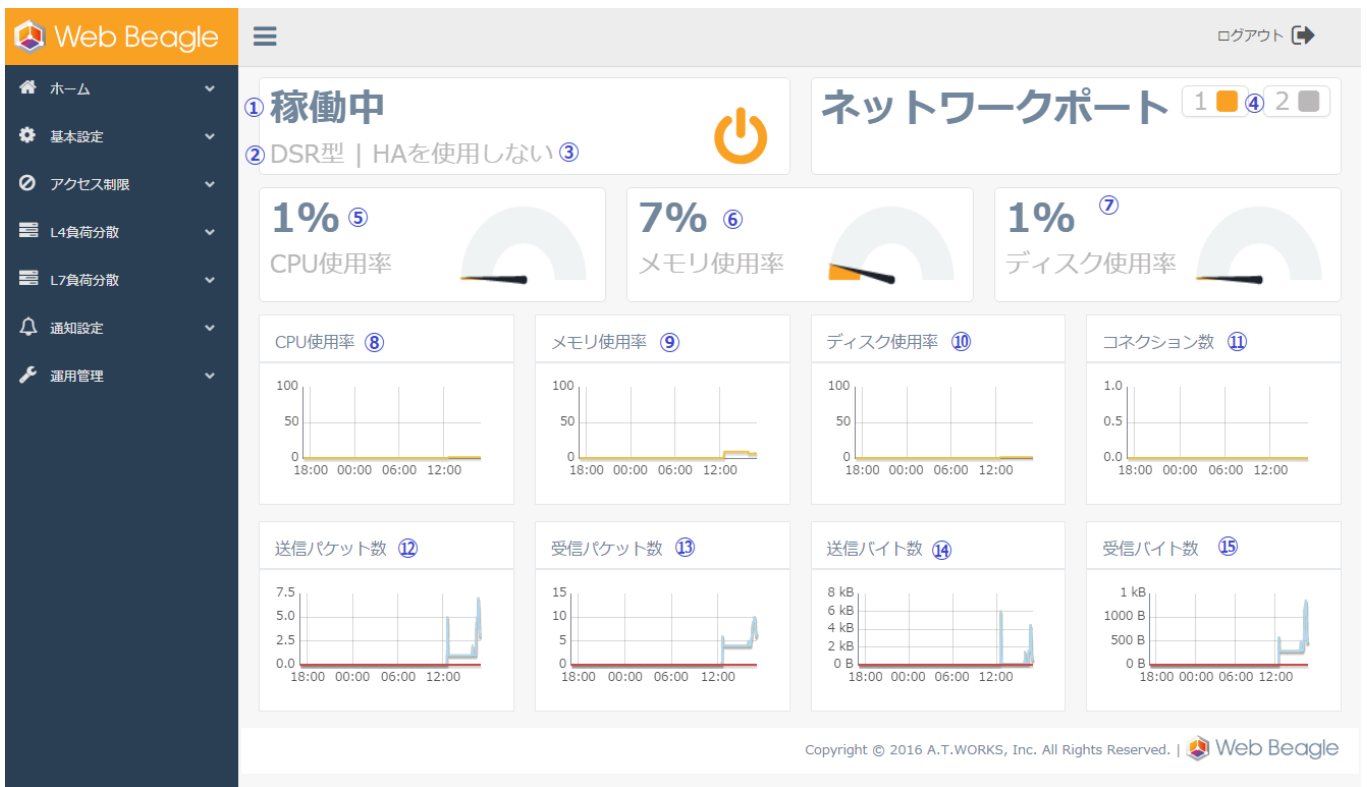 Web Beagle
ログアウト
ホーム
基本設定
アクセス制限
L4負荷分散
L7負荷分散
通知設定
運用管理
① 稼働中
② DSR型 | HAを使用しない ③
ネットワークポート 1 ④ 2
1% ⑤
CPU使用率
7% ⑥
メモリ使用率
1% ⑦
ディスク使用率
CPU使用率 ⑧
100
50
0
18:00 00:00 06:00 12:00
メモリ使用率 ⑨
100
50
0
18:00 00:00 06:00 12:00
ディスク使用率 ⑩
100
50
0
18:00 00:00 06:00 12:00
コネクション数 ⑪
1.0
0.5
0.0
18:00 00:00 06:00 12:00
送信パケット数 ⑫
7.5
5.0
2.5
0.0
18:00 00:00 06:00 12:00
受信パケット数 ⑬
15
10
5
0
18:00 00:00 06:00 12:00
送信バイト数 ⑭
8 kB
6 kB
4 kB
2 kB
0 B
18:00 00:00 06:00 12:00
受信バイト数 ⑮
1 kB
1000 B
500 B
0 B
18:00 00:00 06:00 12:00
Copyright © 2016 A.T.WORKS, Inc. All Rights Reserved. | Web Beagle